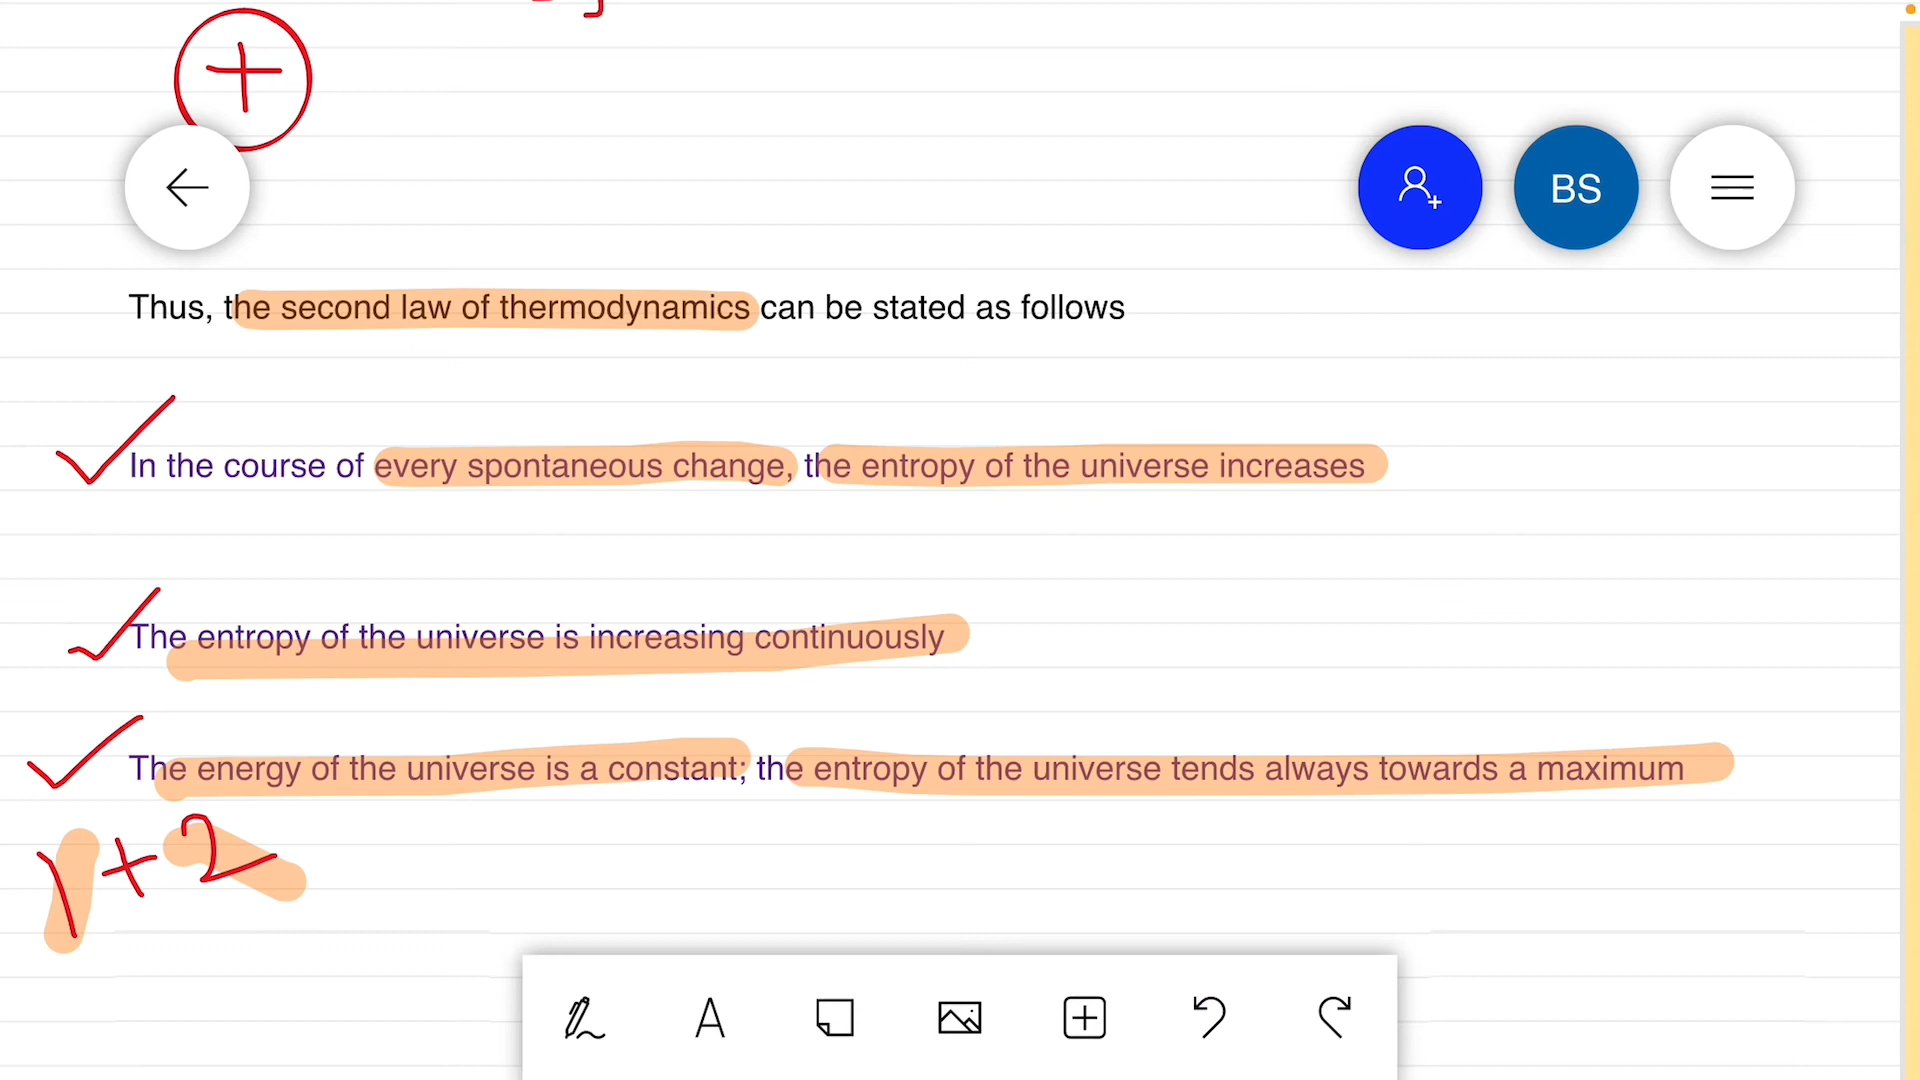 +
BS
Thus, the second law of thermodynamics can be stated as follows
In the course of every spontaneous change, the entropy of the universe increases
The entropy of the universe is increasing continuously
The energy of the universe is a constant; the entropy of the universe tends always towards a maximum
1 + 2
A